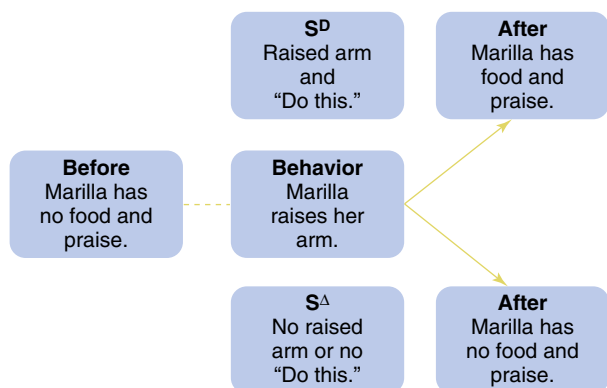 Sᴰ
Raised arm
and
“Do this.”
After
Marilla has
food and
praise.
Before
Marilla has
no food and
praise.
Behavior
Marilla
raises her
arm.
S^Δ
No raised
arm or no
“Do this.”
After
Marilla has
no food and
praise.